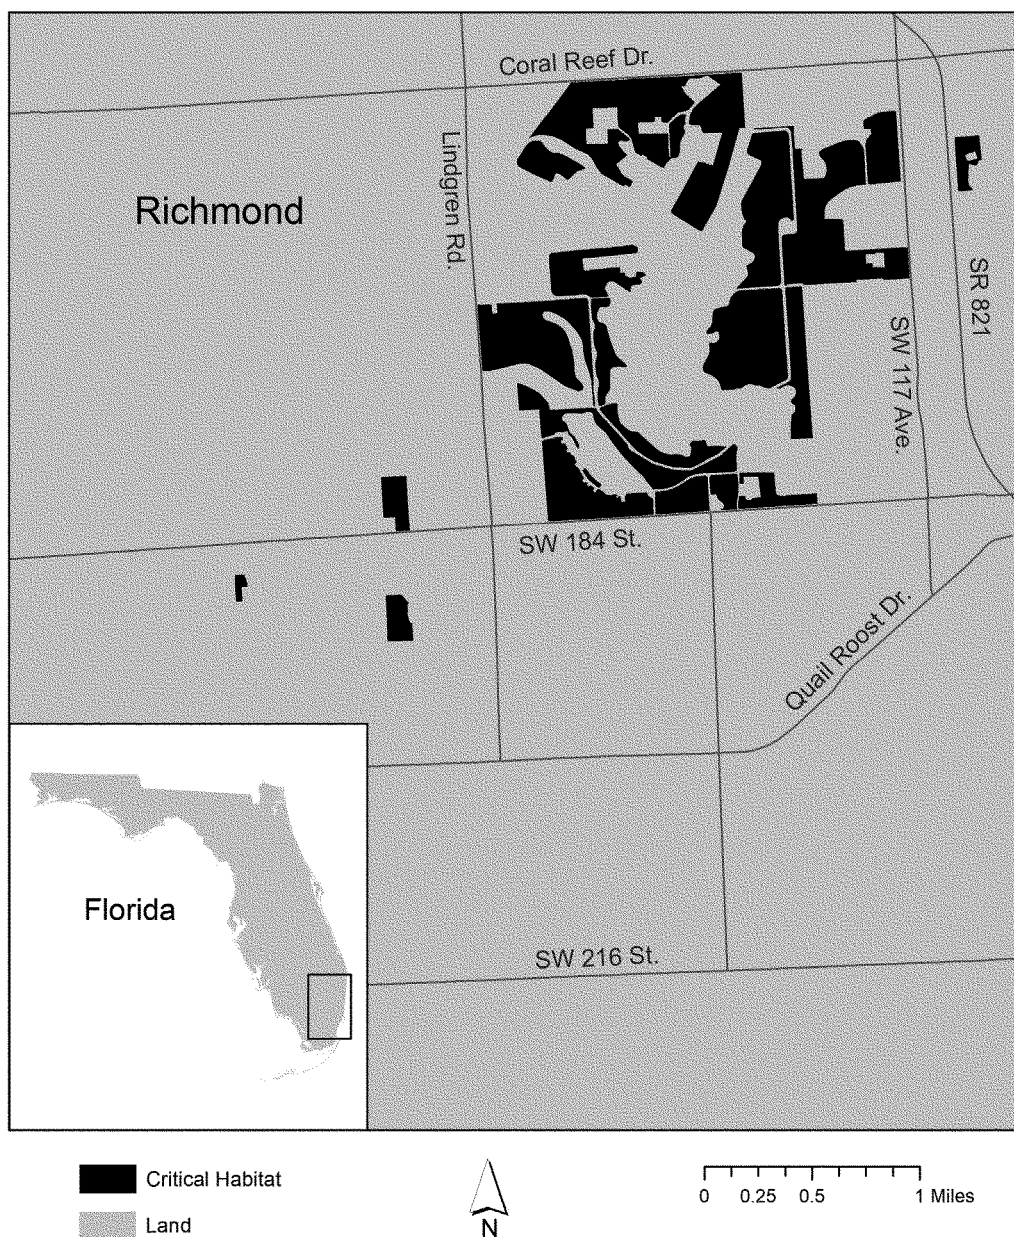 Coral Reef Dr.
Lindgren Rd.
Richmond
SR 821
SW 117 Ave.
SW 184 St.
Quail Roost Dr.
Florida
SW 216 St.
Critical Habitat
Land
N
0 0.25 0.5 1 Miles